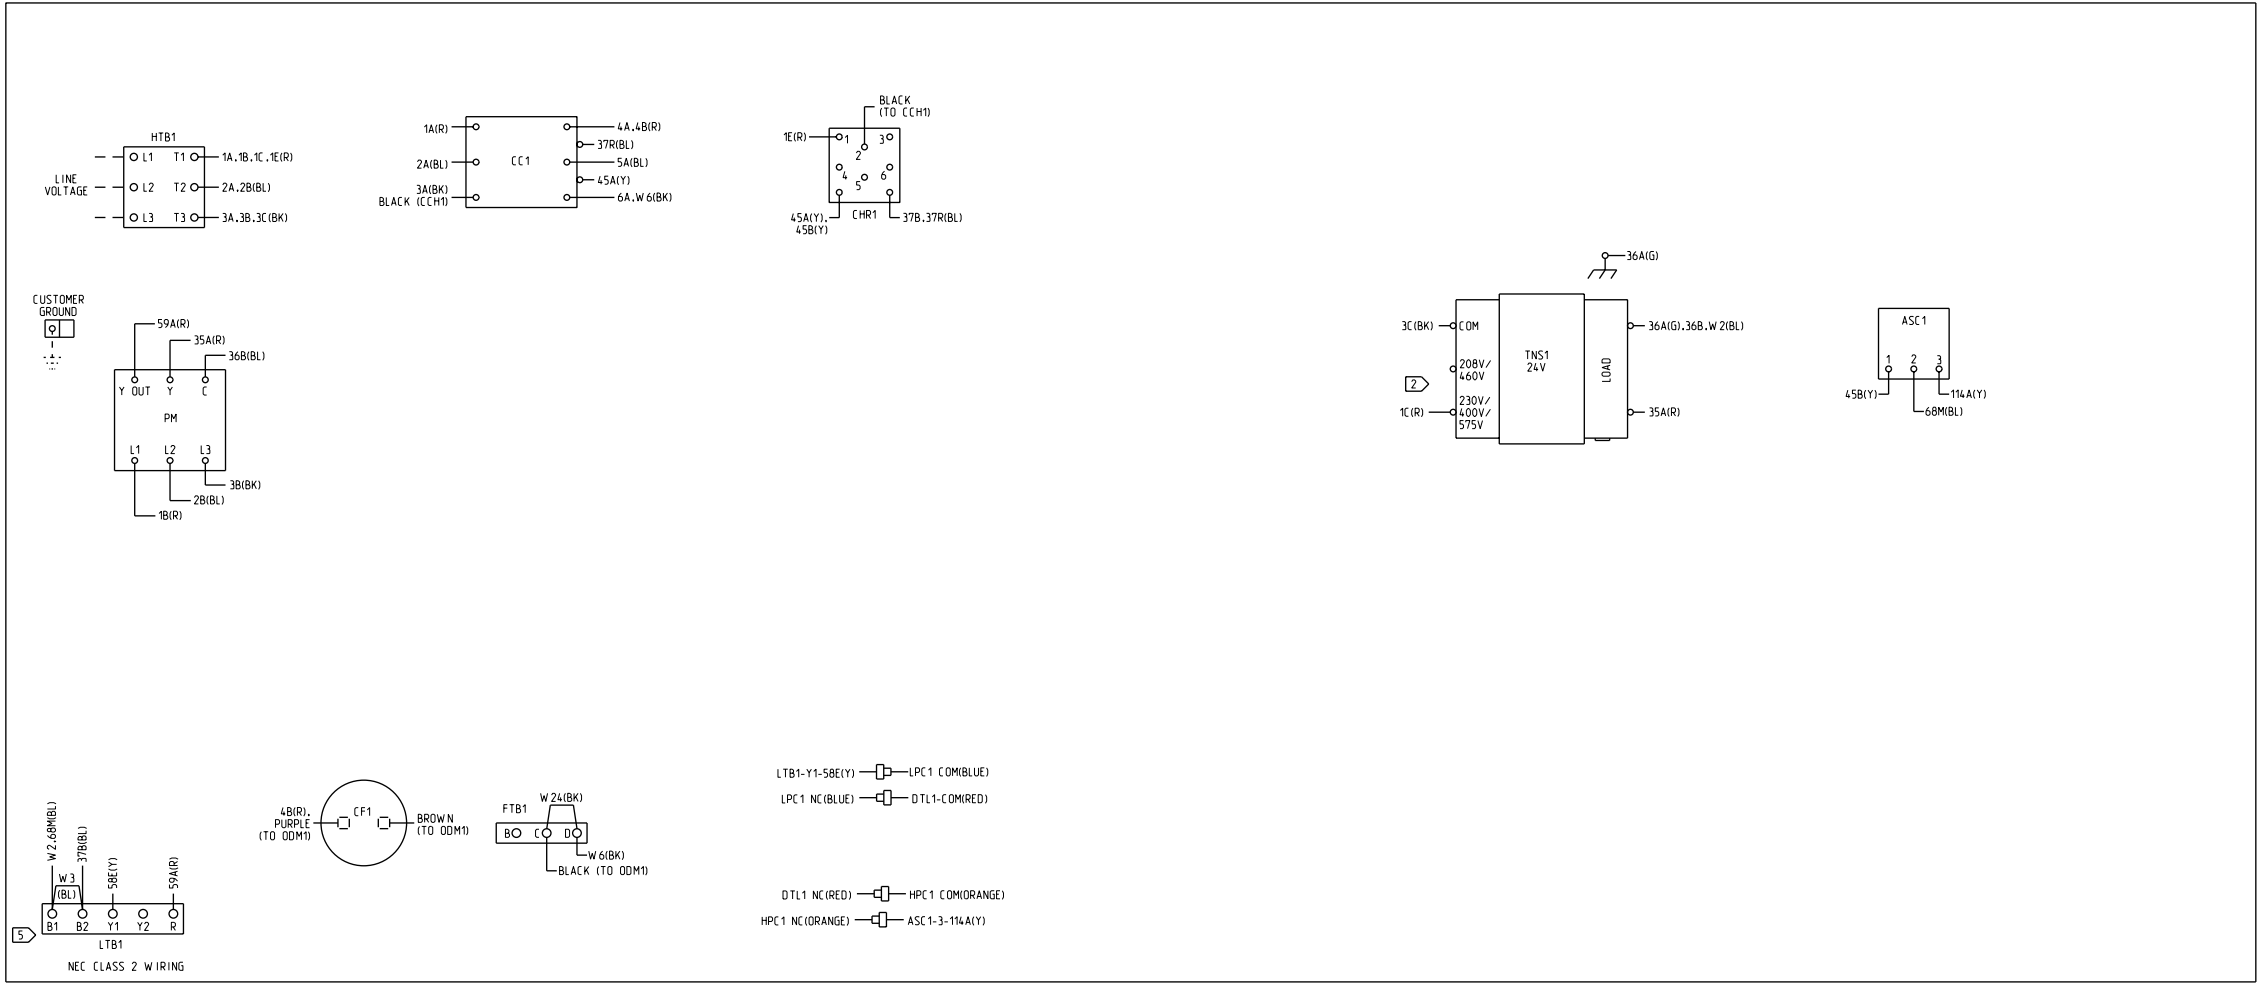 HTB1
LINE
VOLTAGE
L1 T1 1A.1B.1C.1E(R)
L2 T2 2A.2B(BL)
L3 T3 3A.3B.3C(BK)
1A(R)
2A(BL)
3A(BK)
BLACK (CCH1)
CC1
4A.4B(R)
37R(BL)
5A(BL)
45A(Y)
6A.W6(BK)
BLACK
(TO CCH1)
1E(R)
1
3
2
4
6
5
45A(Y).
45B(Y)
CHR1
37B.37R(BL)
CUSTOMER
GROUND
59A(R)
35A(R)
36B(BL)
Y OUT Y C
PM
L1 L2 L3
3B(BK)
2B(BL)
1B(R)
36A(G)
3C(BK)
COM
208V/
460V
230V/
400V/
575V
1C(R)
2
TNS1
24V
LOAD
36A(G).36B.W2(BL)
35A(R)
ASC1
1 2 3
45B(Y)
114A(Y)
68M(BL)
W2.68M(BL)
37B(BL)
58E(Y)
59A(R)
W3
(BL)
B1 B2 Y1 Y2 R
5
LTB1
NEC CLASS 2 WIRING
4B(R).
PURPLE
(TO ODM1)
CF1
BROWN
(TO ODM1)
FTB1
W24(BK)
B C D
W6(BK)
BLACK (TO ODM1)
LTB1-Y1-58E(Y) LPC1 COM(BLUE)
LPC1 NC(BLUE) DTL1-COM(RED)
DTL1 NC(RED) HPC1 COM(ORANGE)
HPC1 NC(ORANGE) ASC1-3-114A(Y)